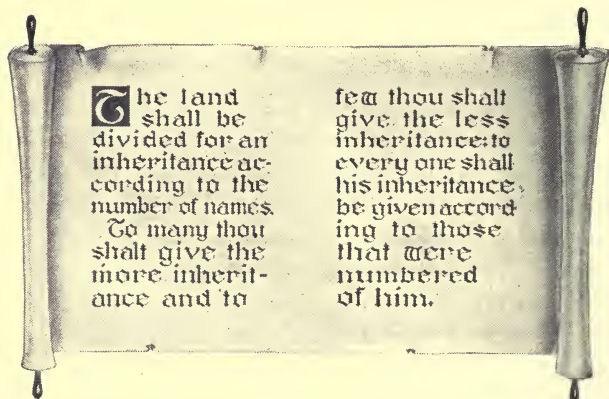 The land
shall be
divided for an
inheritance ac-
cording to the
number of names.
To many thou
shalt give the
more inherit-
ance and to
few thou shalt
give the less
inheritance: to
every one shall
his inheritance
be given accord
ing to those
that were
numbered
of him.